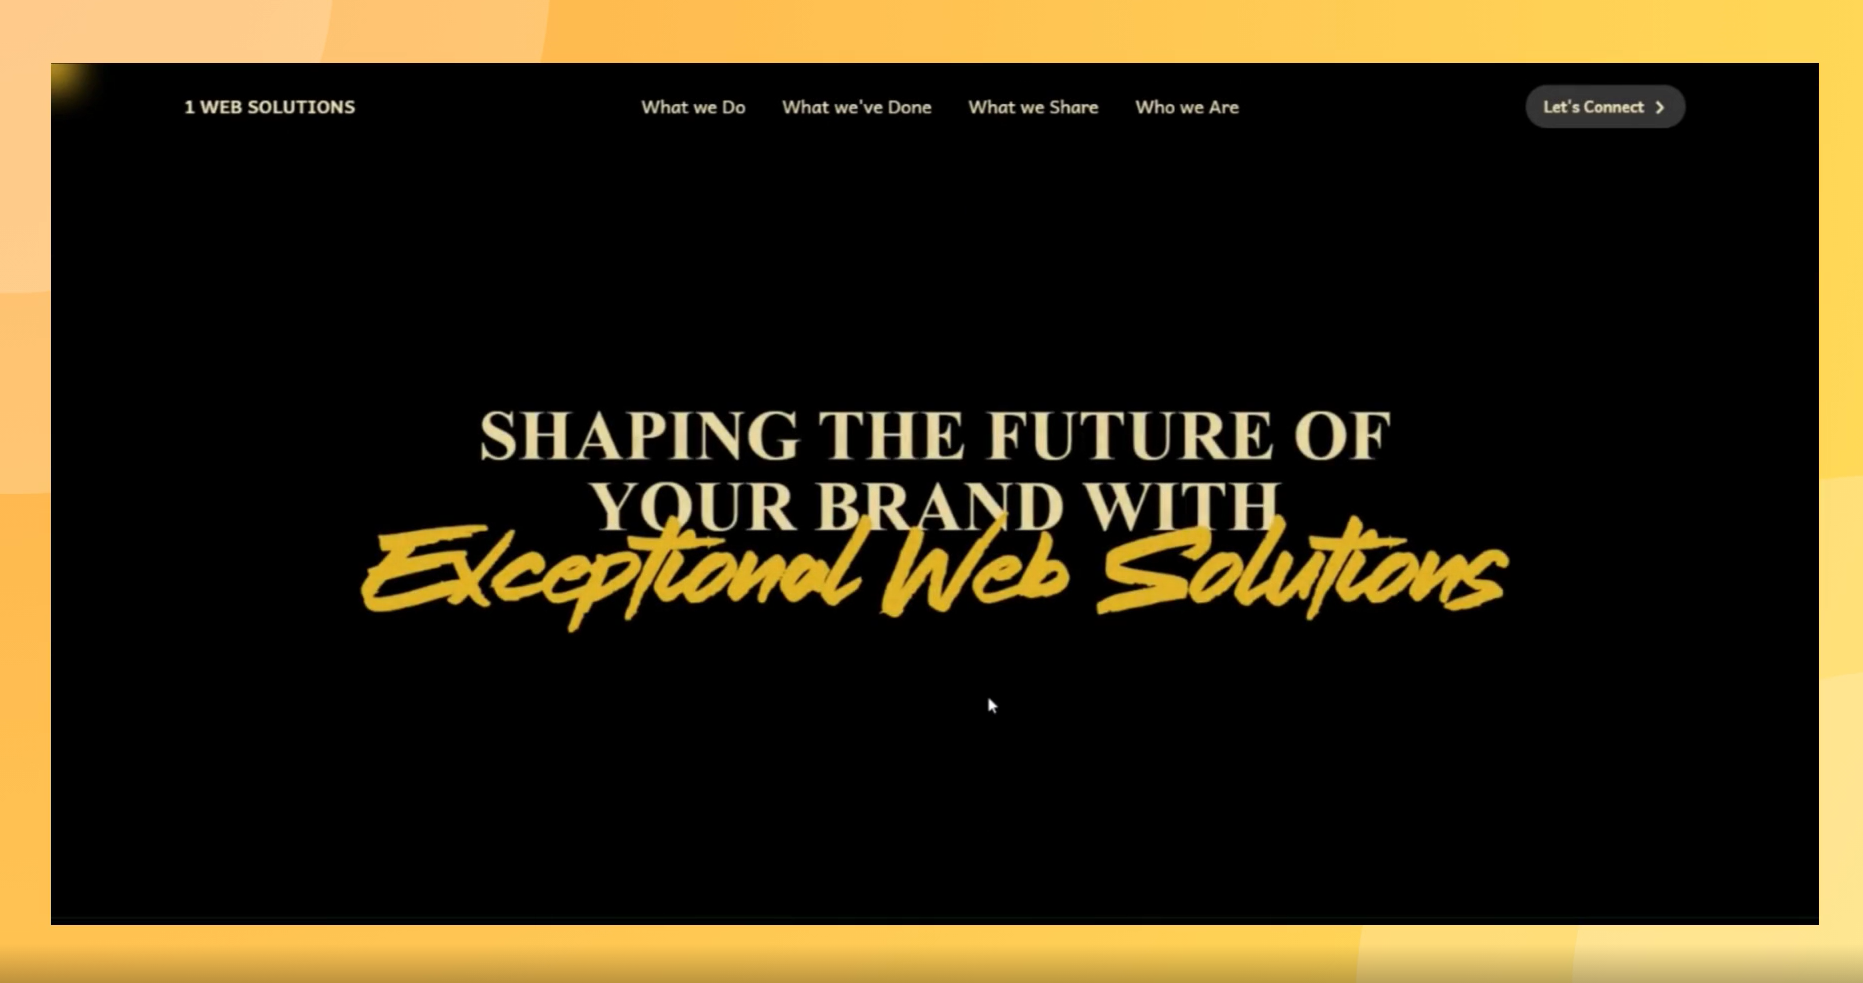 1 WEB SOLUTIONS
What we Do
What we've Done
What we Share
Who we Are
Let's Connect
SHAPING THE FUTURE OF
YOUR BRAND WITH
Exceptional Web Solutions